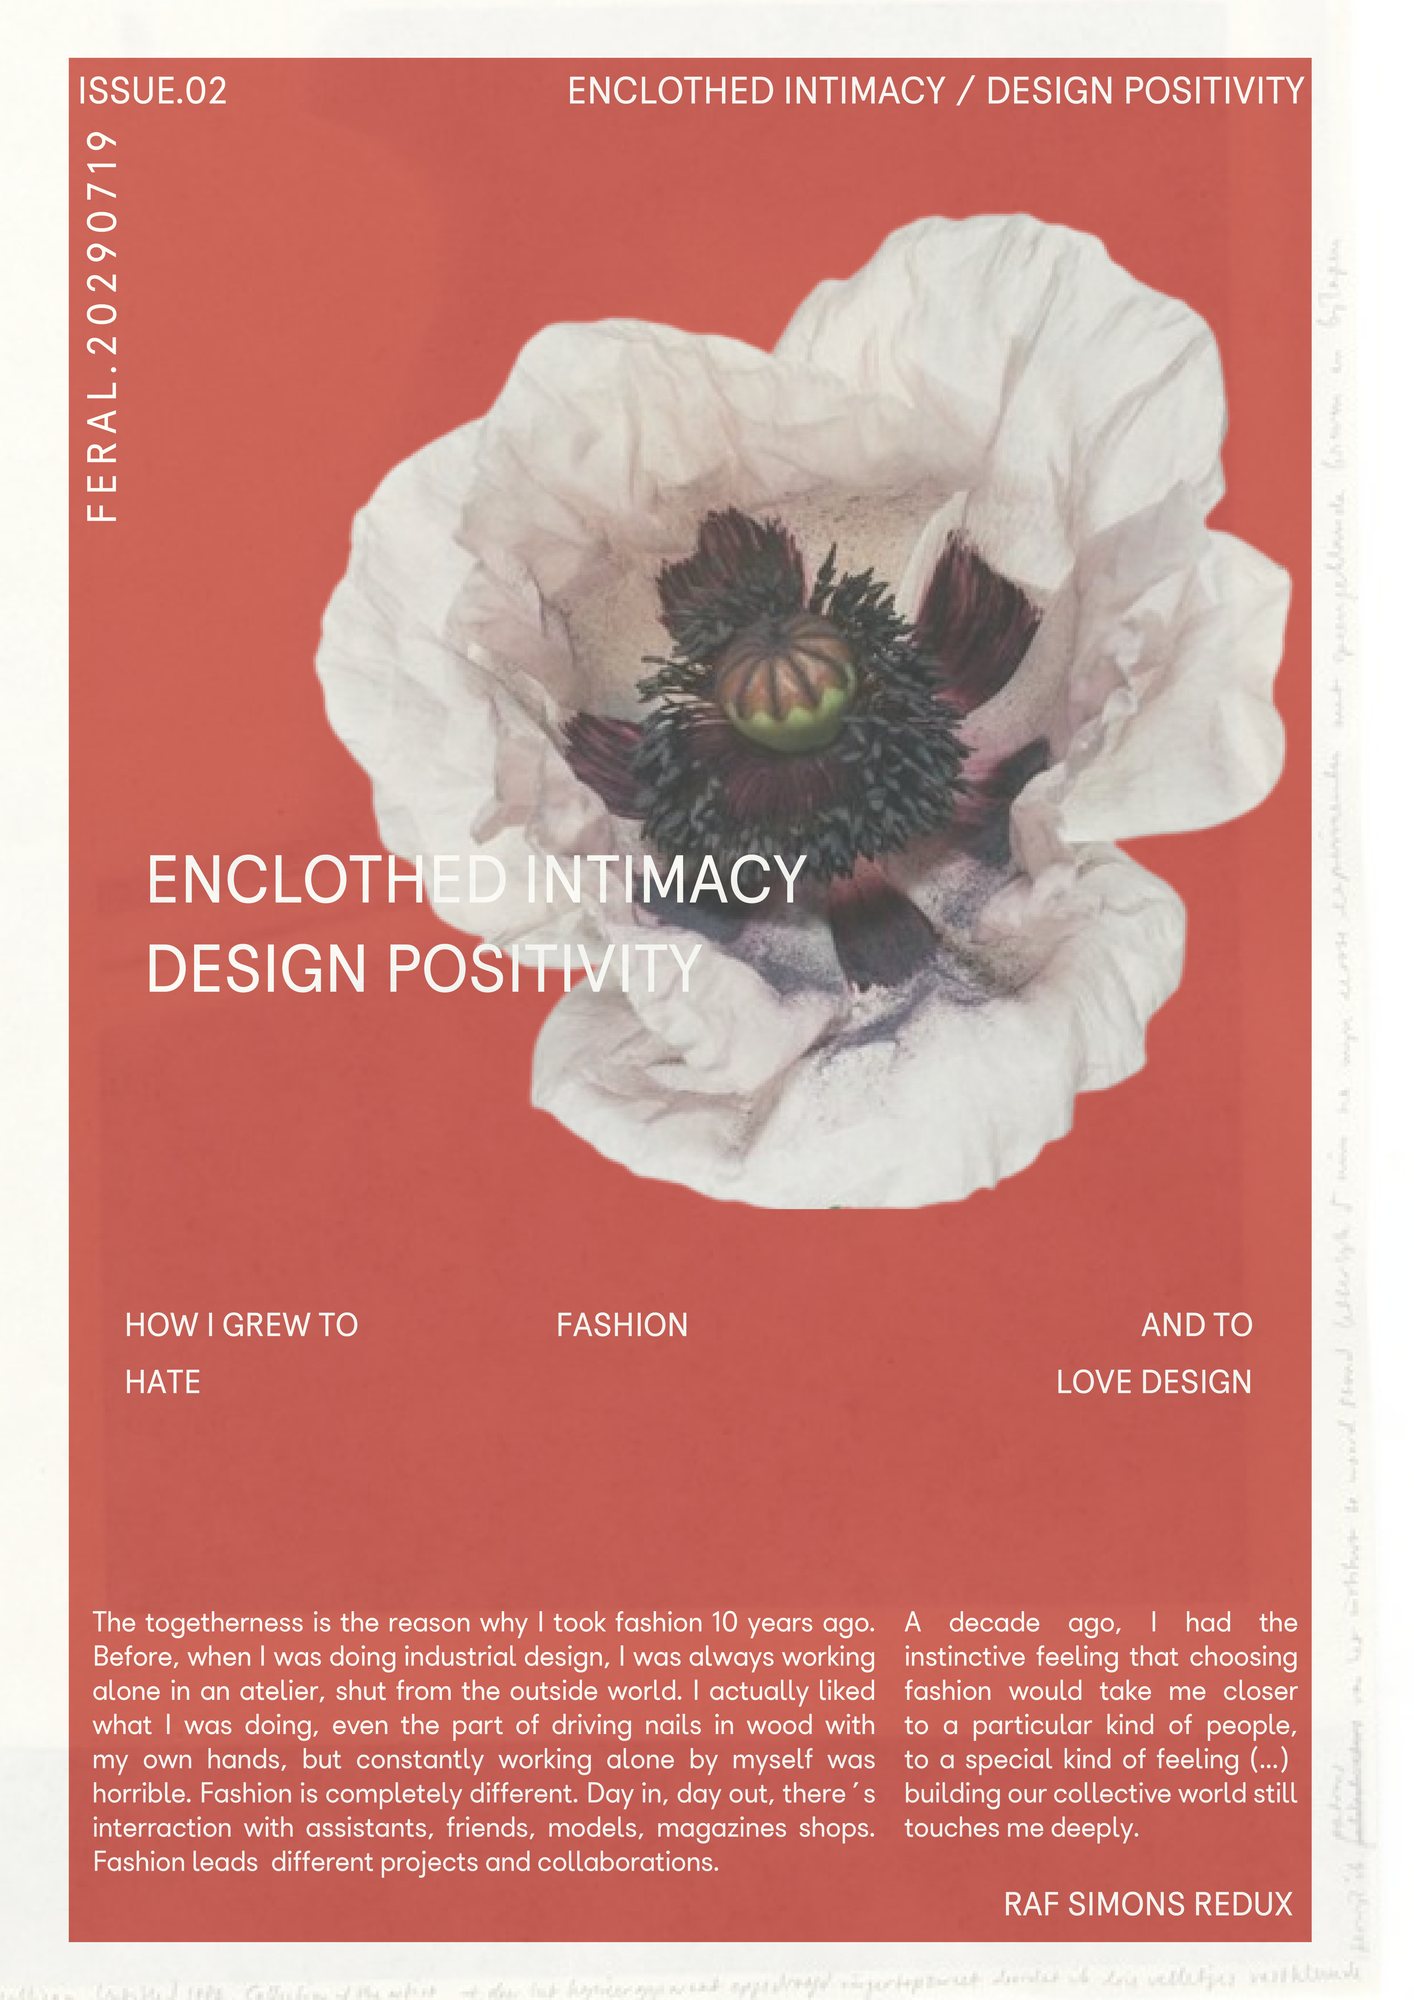 ISSUE.02
ENCLOTHED INTIMACY / DESIGN POSITIVITY
FERAL.20290719
ENCLOTHED INTIMACY
DESIGN POSITIVITY
HOW I GREW TO
HATE
FASHION
AND TO
LOVE DESIGN
The togetherness is the reason why I took fashion 10 years ago.
Before, when I was doing industrial design, I was always working
alone in an atelier, shut from the outside world. I actually liked
what I was doing, even the part of driving nails in wood with
my own hands, but constantly working alone by myself was
horrible. Fashion is completely different. Day in, day out, there ´s
interraction with assistants, friends, models, magazines shops.
Fashion leads  different projects and collaborations.
A decade ago, I had the
instinctive feeling that choosing
fashion would take me closer
to a particular kind of people,
to a special kind of feeling (...)
building our collective world still
touches me deeply.
RAF SIMONS REDUX